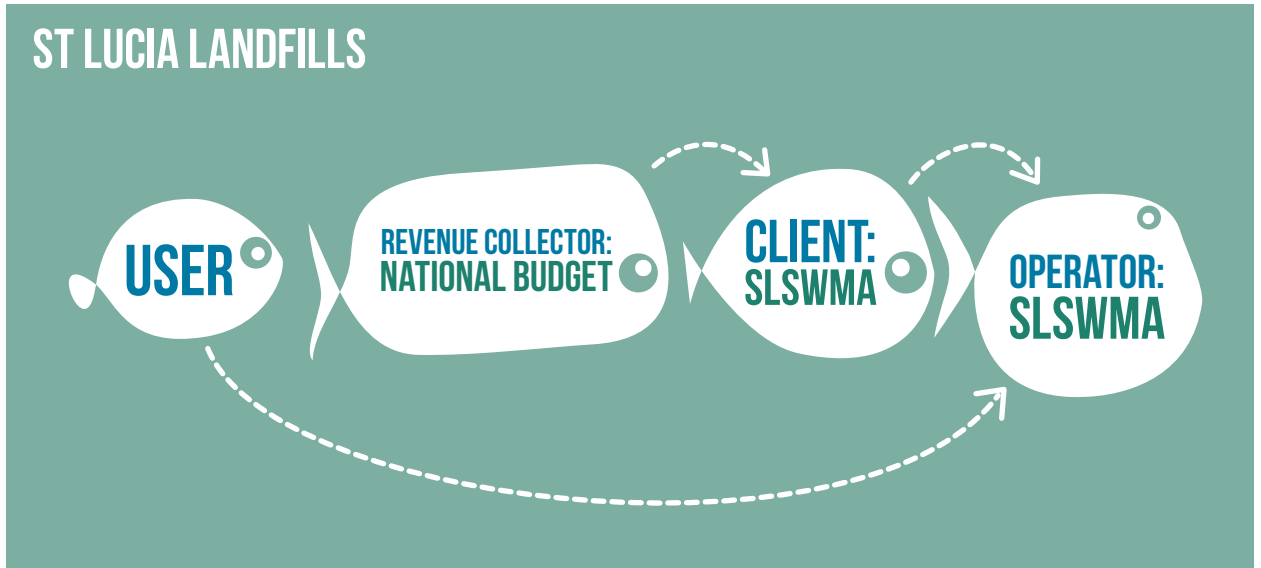 ST LUCIA LANDFILLS
USER
REVENUE COLLECTOR:
NATIONAL BUDGET
CLIENT:
SLSWMA
OPERATOR:
SLSWMA